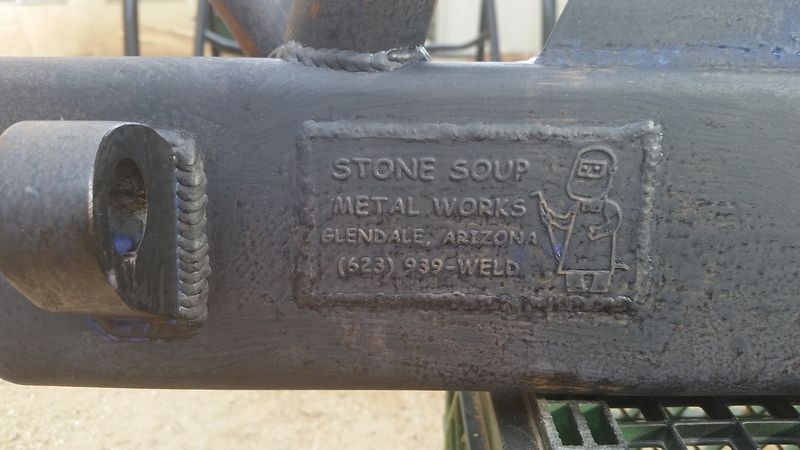 STONE SOUP
METAL WORKS
GLENDALE, ARIZONA
(623) 939-WELD